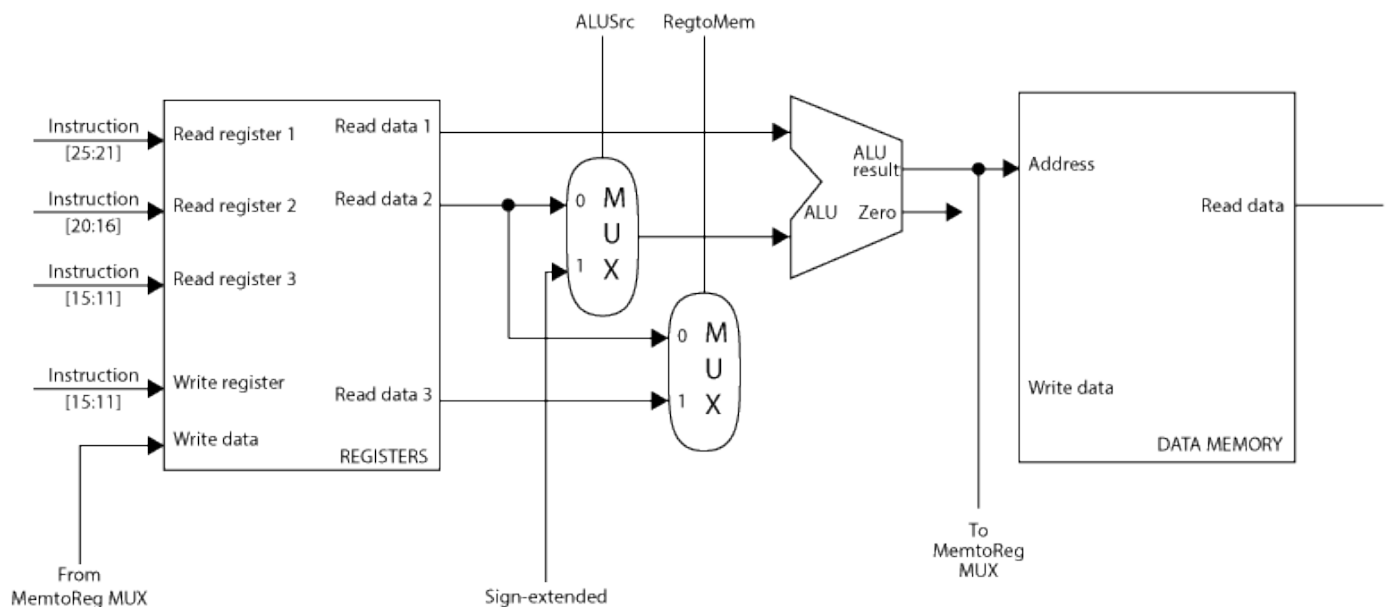 ALUSrc
RegtoMem
Instruction
[25:21]
Instruction
[20:16]
Instruction
[15:11]
Instruction
[15:11]
From
MemtoReg MUX
Read register 1
Read register 2
Read register 3
Write register
Write data
Read data 1
Read data 2
Read data 3
REGISTERS
0
1
M
U
X
0
1
M
U
X
Sign-extended
ALU
result
ALU
Zero
To
MemtoReg
MUX
Address
Read data
Write data
DATA MEMORY